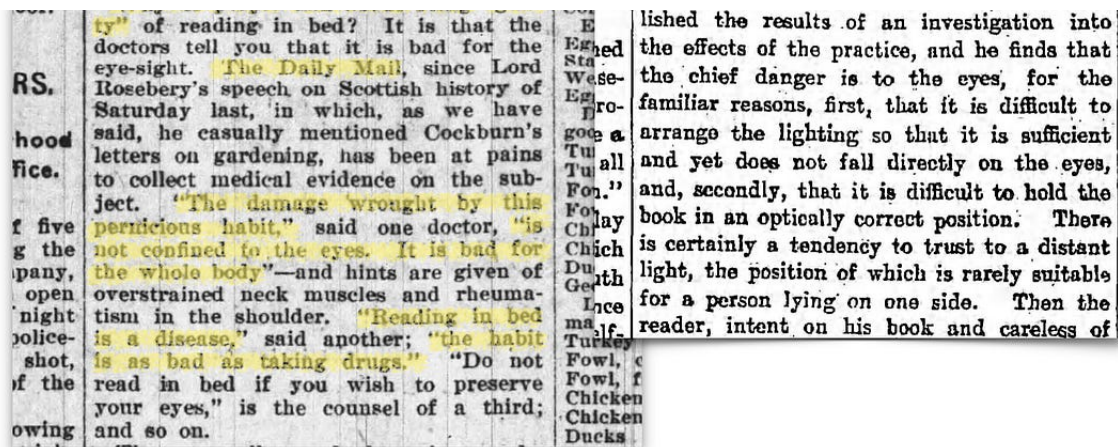 RS.
hood
fice.
f five
g the
pany,
open
night
police-
shot,
of the
owing
ty" of reading in bed? It is that the
doctors tell you that it is bad for the
eye-sight. The Daily Mail, since Lord
Rosebery's speech on Scottish history of
Saturday last, in which, as we have
said, he casually mentioned Cockburn's
letters on gardening, has been at pains
to collect medical evidence on the sub-
ject. "The damage wrought by this
pernicious habit," said one doctor, "is
not confined to the eyes. It is bad for
the whole body"—and hints are given of
overstrained neck muscles and rheuma-
tism in the shoulder. "Reading in bed
is a disease," said another; "the habit
is as bad as taking drugs." "Do not
read in bed if you wish to preserve
your eyes," is the counsel of a third;
and so on.
Turkey
Fowl,
Fowl, f
Chicken
Chicken
Ducks
lished the results of an investigation into
the effects of the practice, and he finds that
the chief danger is to the eyes, for the
familiar reasons, first, that it is difficult to
arrange the lighting so that it is sufficient
and yet does not fall directly on the eyes,
and, secondly, that it is difficult to hold the
book in an optically correct position. There
is certainly a tendency to trust to a distant
light, the position of which is rarely suitable
for a person lying on one side. Then the
reader, intent on his book and careless of